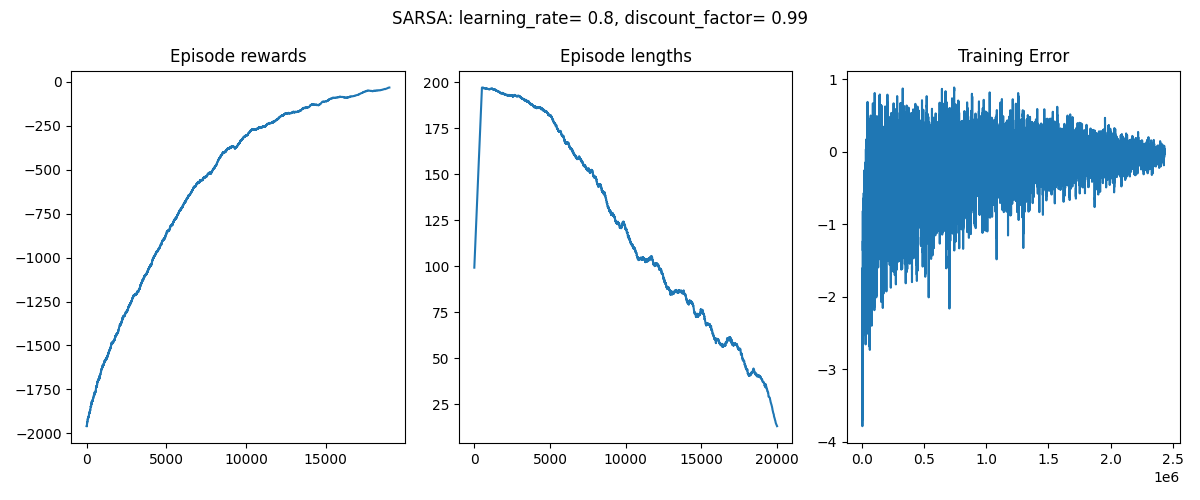 SARSA: learning_rate= 0.8, discount_factor= 0.99
Episode rewards
0
−250
−500
−750
−1000
−1250
−1500
−1750
−2000
0 5000 10000 15000
Episode lengths
200
175
150
125
100
75
50
25
0 5000 10000 15000 20000
Training Error
1
0
−1
−2
−3
−4
0.0 0.5 1.0 1.5 2.0 2.5
1e6